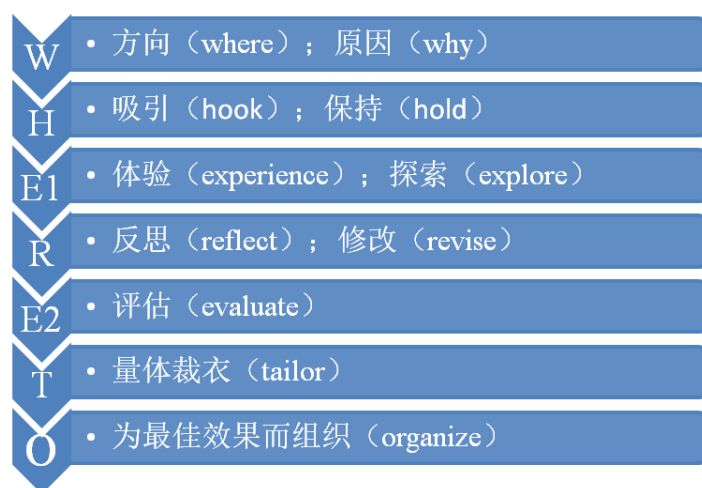 W • 方向（where）；原因（why）
H • 吸引（hook）；保持（hold）
E1 • 体验（experience）；探索（explore）
R • 反思（reflect）；修改（revise）
E2 • 评估（evaluate）
T • 量体裁衣（tailor）
O • 为最佳效果而组织（organize）